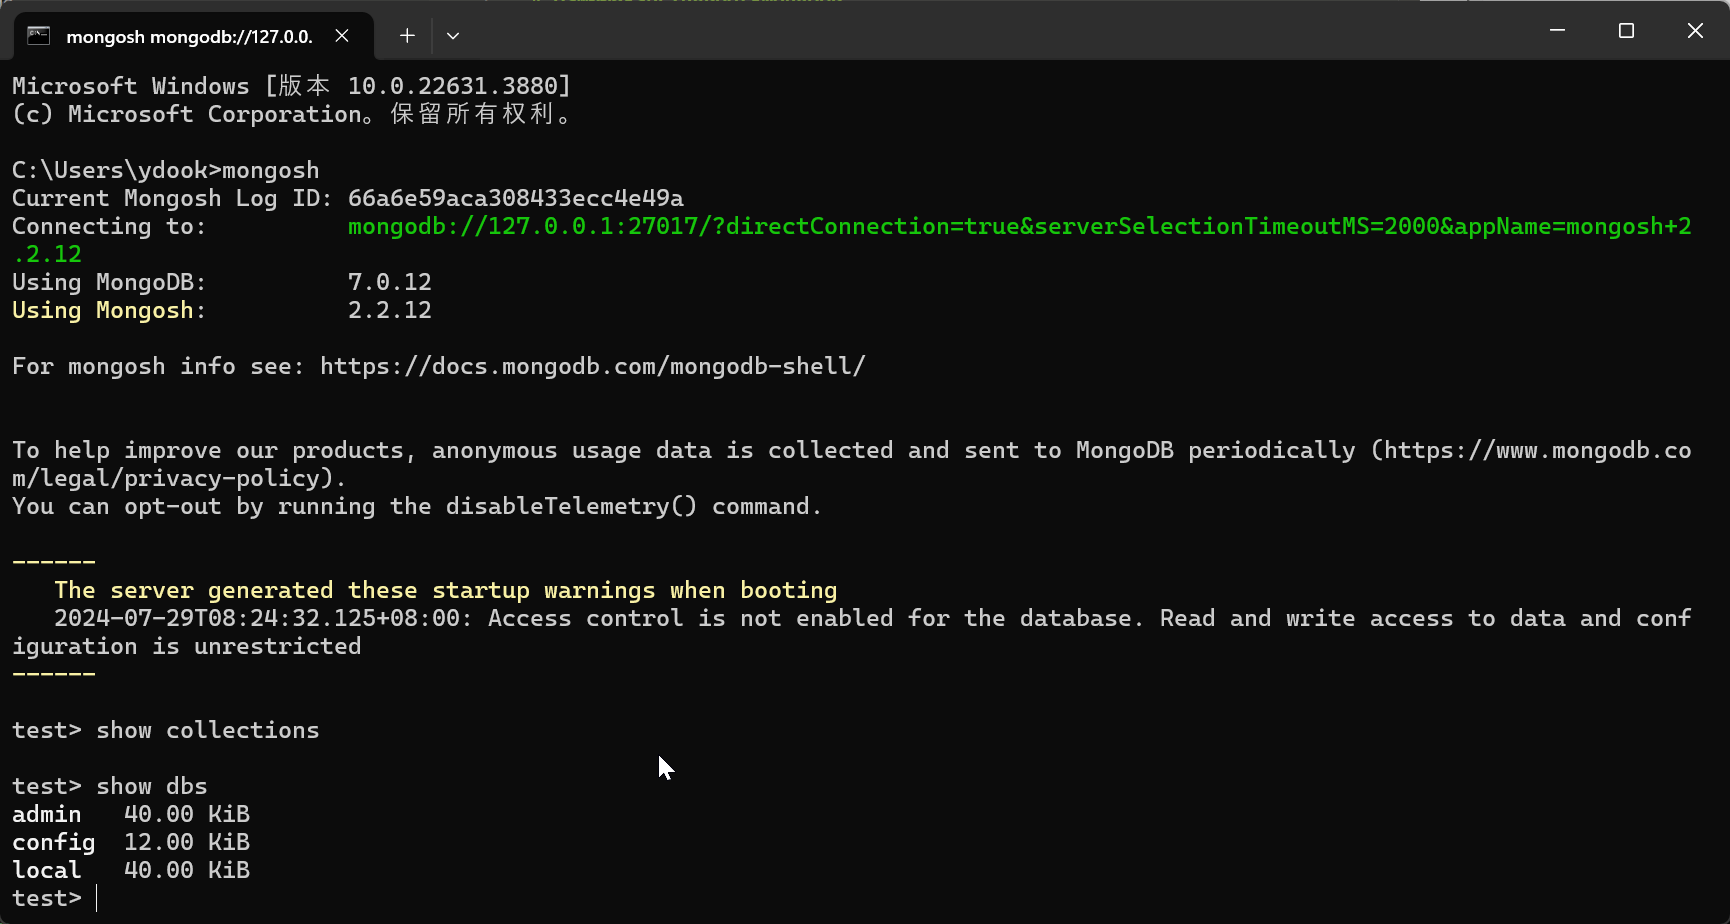 mongosh mongodb://127.0.0.
Microsoft Windows [版本 10.0.22631.3880]
(c) Microsoft Corporation。保留所有权利。
C:\Users\ydook>mongosh
Current Mongosh Log ID: 66a6e59aca308433ecc4e49a
Connecting to: mongodb://127.0.0.1:27017/?directConnection=true&serverSelectionTimeoutMS=2000&appName=mongosh+2
.2.12
Using MongoDB: 7.0.12
Using Mongosh: 2.2.12
For mongosh info see: https://docs.mongodb.com/mongodb-shell/
To help improve our products, anonymous usage data is collected and sent to MongoDB periodically (https://www.mongodb.co
m/legal/privacy-policy).
You can opt-out by running the disableTelemetry() command.
------
The server generated these startup warnings when booting
2024-07-29T08:24:32.125+08:00: Access control is not enabled for the database. Read and write access to data and conf
iguration is unrestricted
------
test> show collections
test> show dbs
admin 40.00 KiB
config 12.00 KiB
local 40.00 KiB
test>